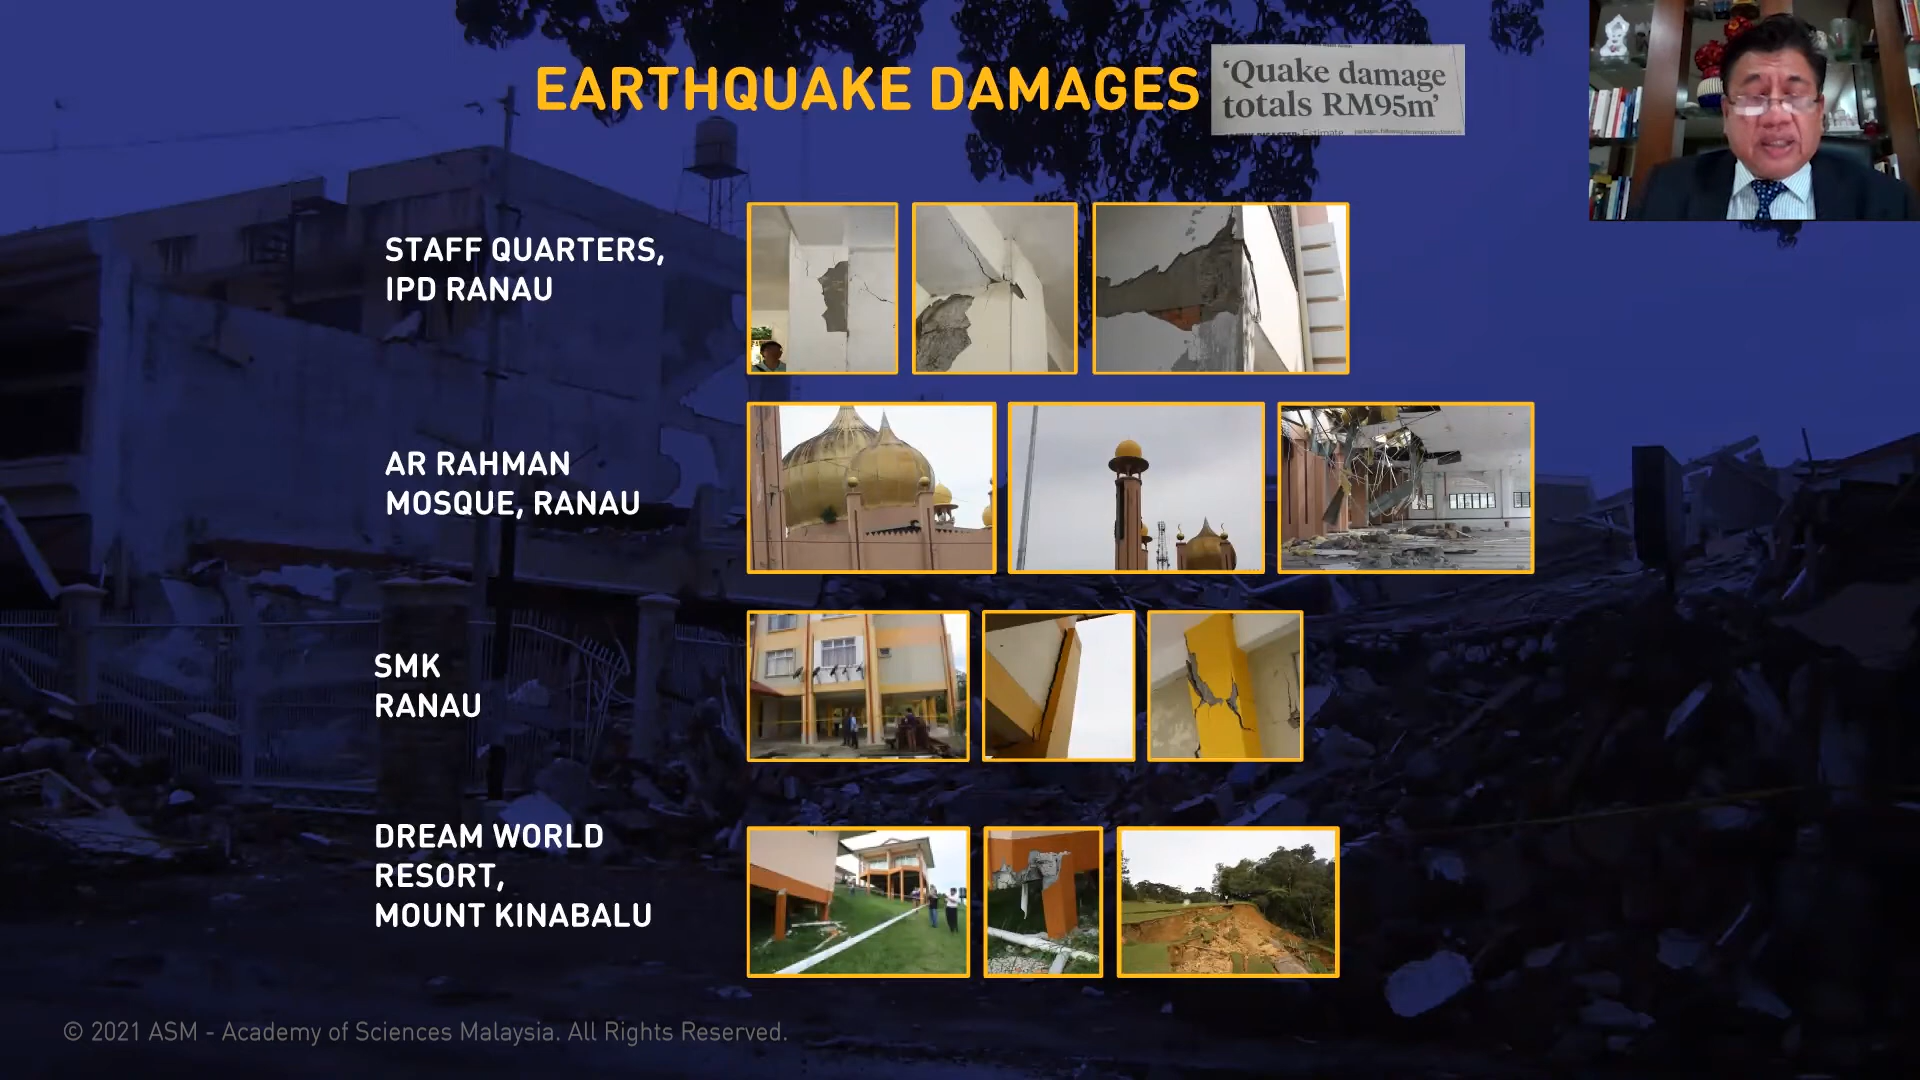 EARTHQUAKE DAMAGES
‘Quake damage
totals RM95m’
Estimate
STAFF QUARTERS,
IPD RANAU
AR RAHMAN
MOSQUE, RANAU
SMK
RANAU
DREAM WORLD
RESORT,
MOUNT KINABALU
© 2021 ASM - Academy of Sciences Malaysia. All Rights Reserved.